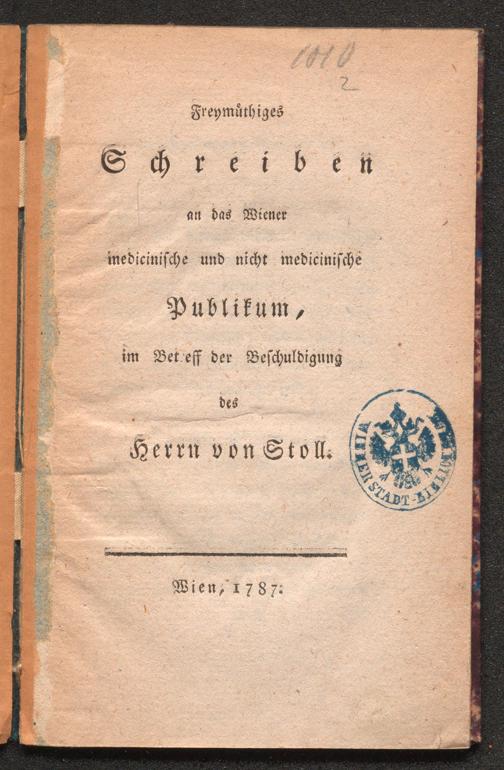 1010
2
Freymüthiges
Schreiben
an das Wiener
medicinische und nicht medicinische
Publikum,
im Bet eff der Beschuldigung
des
Herrn von Stoll.
WIENER STADT-BIBLIOTHEK
Wien, 1787.